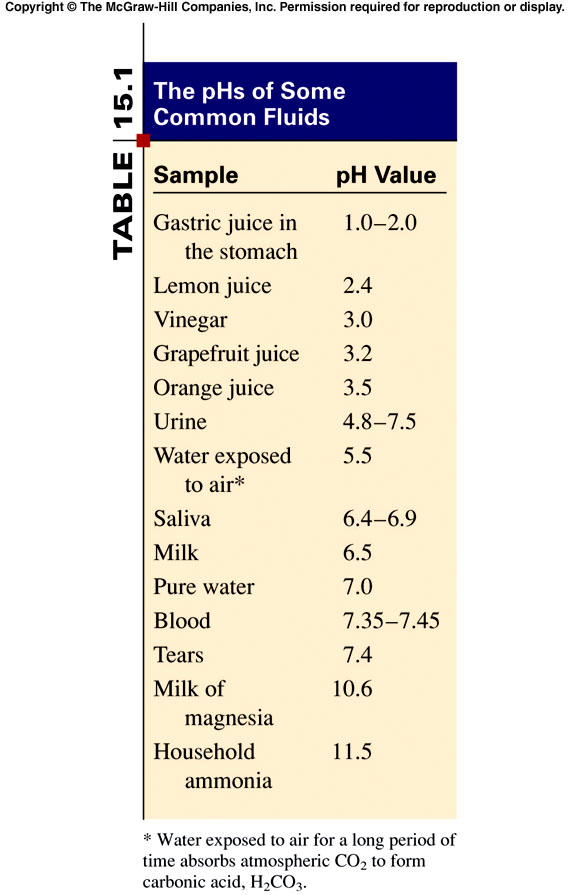 Copyright © The McGraw-Hill Companies, Inc. Permission required for reproduction or display.
TABLE 15.1
The pHs of Some
Common Fluids
Sample pH Value
Gastric juice in 1.0–2.0
the stomach
Lemon juice 2.4
Vinegar 3.0
Grapefruit juice 3.2
Orange juice 3.5
Urine 4.8–7.5
Water exposed 5.5
to air*
Saliva 6.4–6.9
Milk 6.5
Pure water 7.0
Blood 7.35–7.45
Tears 7.4
Milk of 10.6
magnesia
Household 11.5
ammonia
* Water exposed to air for a long period of
time absorbs atmospheric CO₂ to form
carbonic acid, H₂CO₃.